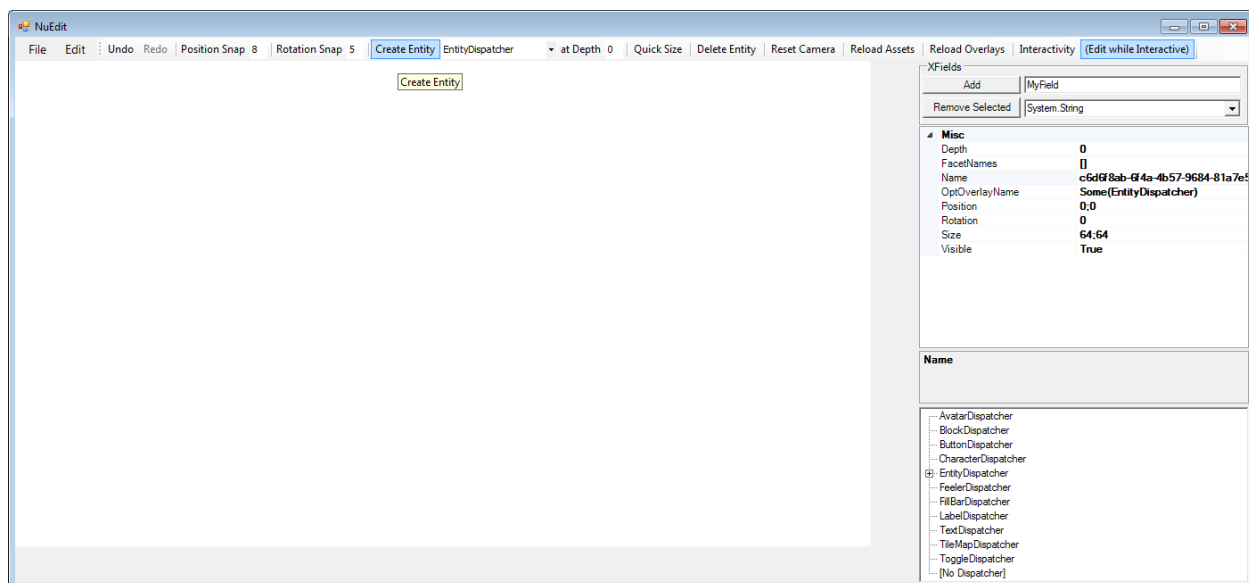 NuEdit
File Edit Undo Redo Position Snap 8 Rotation Snap 5 Create Entity EntityDispatcher at Depth 0 Quick Size Delete Entity Reset Camera Reload Assets Reload Overlays Interactivity (Edit while Interactive)
Create Entity
XFields
Add MyField
Remove Selected System.String
Misc
Depth 0
FacetNames []
Name c6d6f8ab-6f4a-4b57-9684-81a7e5
OptOverlayName Some(EntityDispatcher)
Position 0;0
Rotation 0
Size 64;64
Visible True
Name
AvatarDispatcher
BlockDispatcher
ButtonDispatcher
CharacterDispatcher
EntityDispatcher
FeelerDispatcher
FillBarDispatcher
LabelDispatcher
TextDispatcher
TileMapDispatcher
ToggleDispatcher
[No Dispatcher]